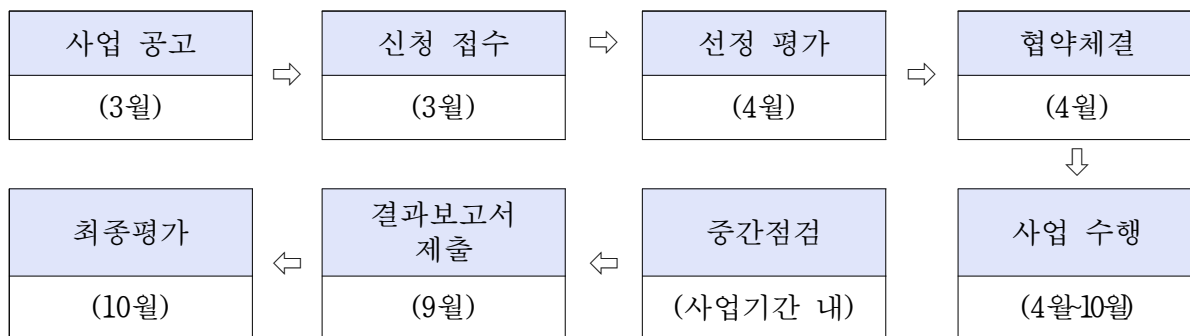 사업 공고
(3월)
신청 접수
(3월)
선정 평가
(4월)
협약체결
(4월)
사업 수행
(4월~10월)
중간점검
(사업기간 내)
결과보고서
제출
(9월)
최종평가
(10월)